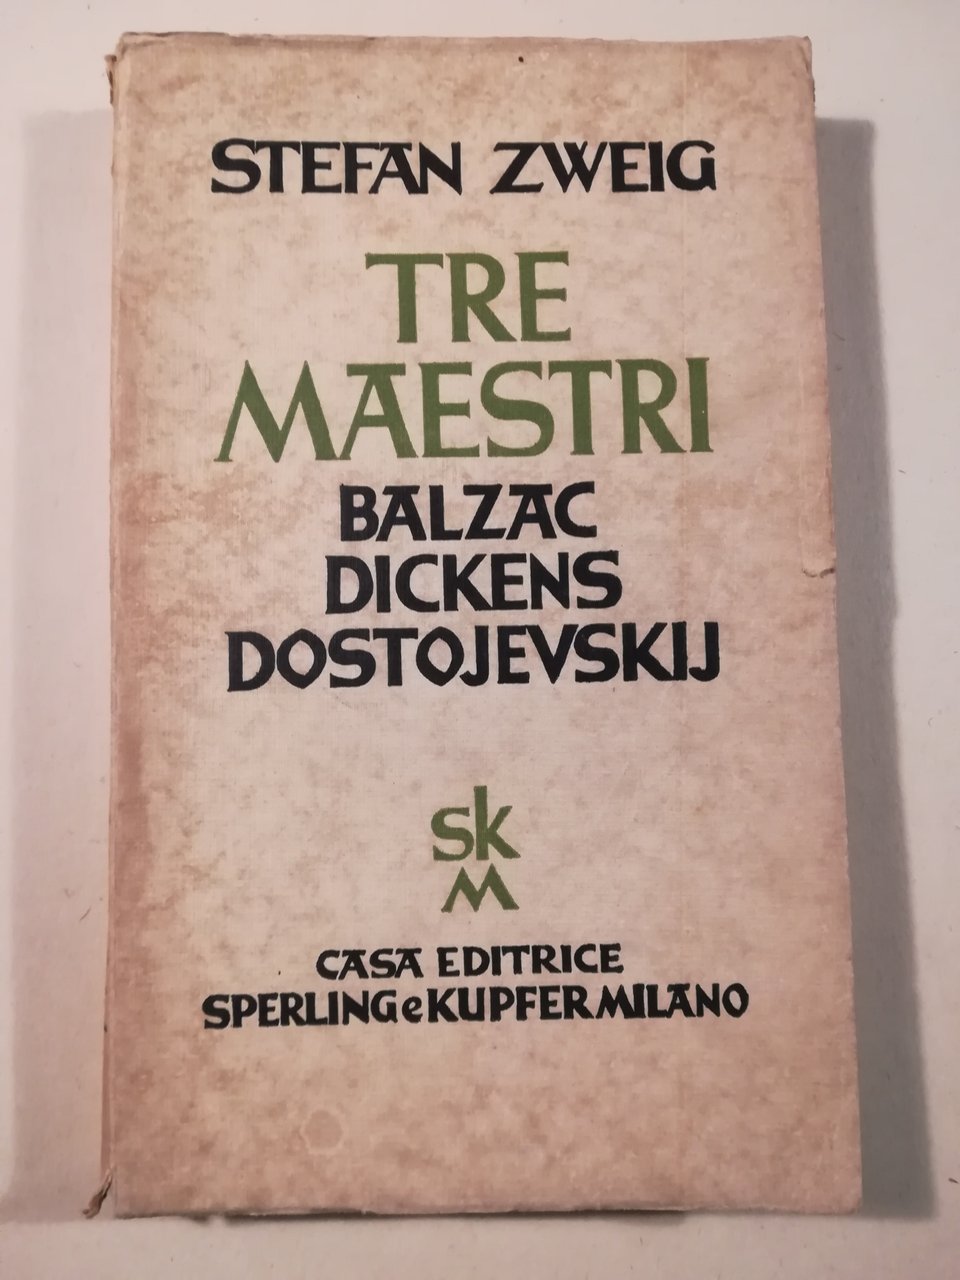 STEFAN ZWEIG
TRE
MAESTRI
BALZAC
DICKENS
DOSTOJEVSKIJ
SK
M
CASA EDITRICE
SPERLING e KUPFER MILANO